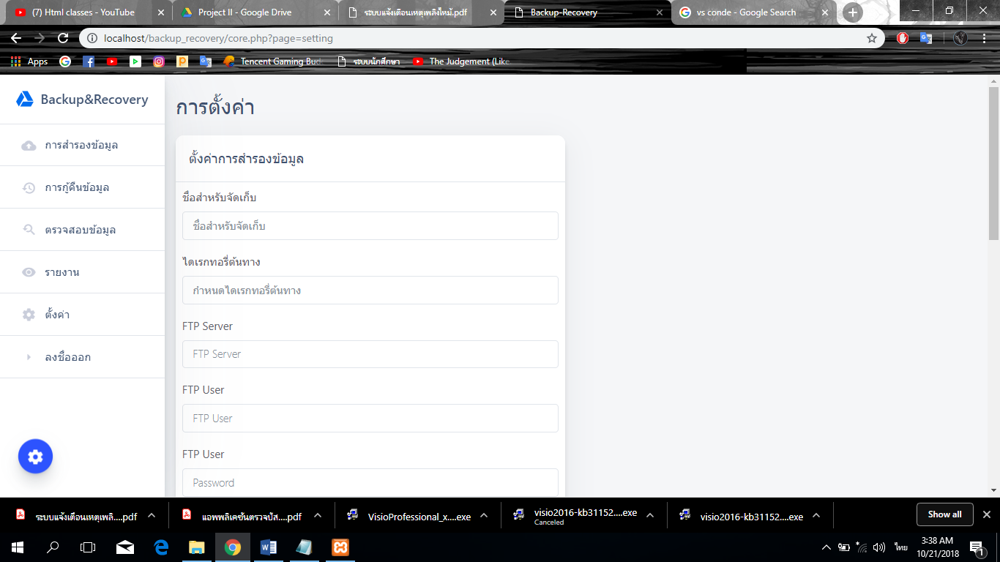 (7) Html classes - YouTube
Project II - Google Drive
ระบบแจ้งเตือนเหตุเพลิงไหม้.pdf
Backup-Recovery
vs conde - Google Search
localhost/backup_recovery/core.php?page=setting
Apps
Tencent Gaming Bud
ระบบนักศึกษา
The Judgement (Like
Backup&Recovery
การสำรองข้อมูล
การกู้คืนข้อมูล
ตรวจสอบข้อมูล
รายงาน
ตั้งค่า
ลงชื่อออก
การตั้งค่า
ตั้งค่าการสำรองข้อมูล
ชื่อสำหรับจัดเก็บ
ชื่อสำหรับจัดเก็บ
ไดเรกทอรี่ต้นทาง
กำหนดไดเรกทอรี่ต้นทาง
FTP Server
FTP Server
FTP User
FTP User
FTP User
Password
ระบบแจ้งเตือนเหตุเพลิ....pdf
แอพพลิเคชันตรวจบัส....pdf
VisioProfessional_x....exe
visio2016-kb31152....exe
Canceled
visio2016-kb31152....exe
Show all
ไทย
3:38 AM
10/21/2018
1